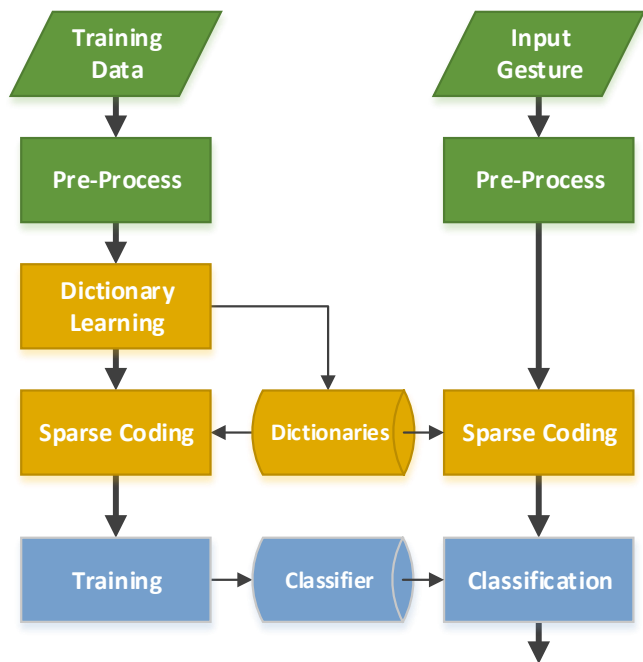 Training
Data
Input
Gesture
Pre-Process
Pre-Process
Dictionary
Learning
Sparse Coding
Dictionaries
Sparse Coding
Training
Classifier
Classification